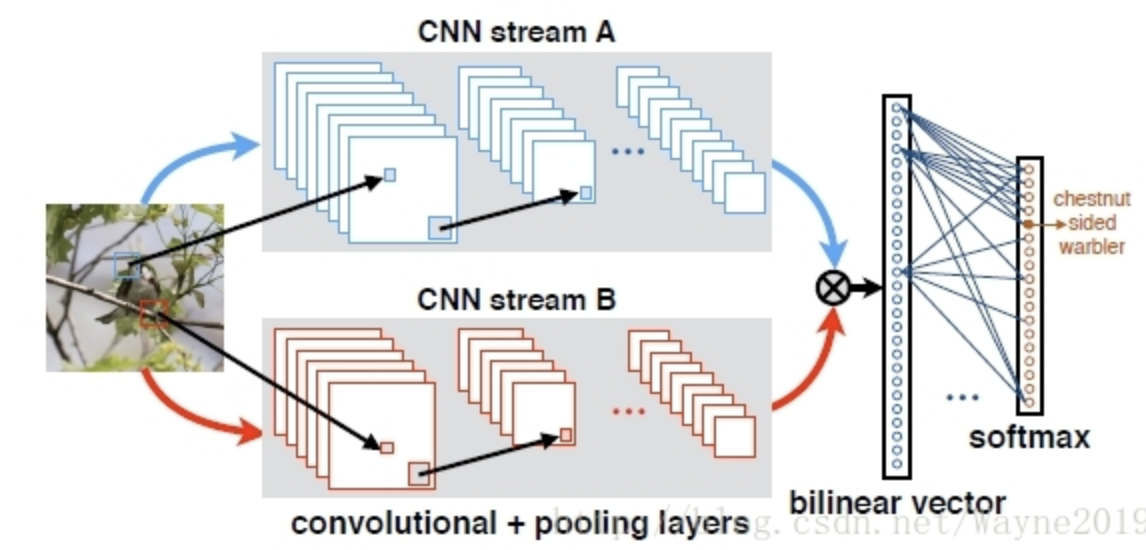 CNN stream A
chestnut
sided
warbler
CNN stream B
softmax
bilinear vector
convolutional + pooling layers
http://blog.csdn.net/Wayne2019